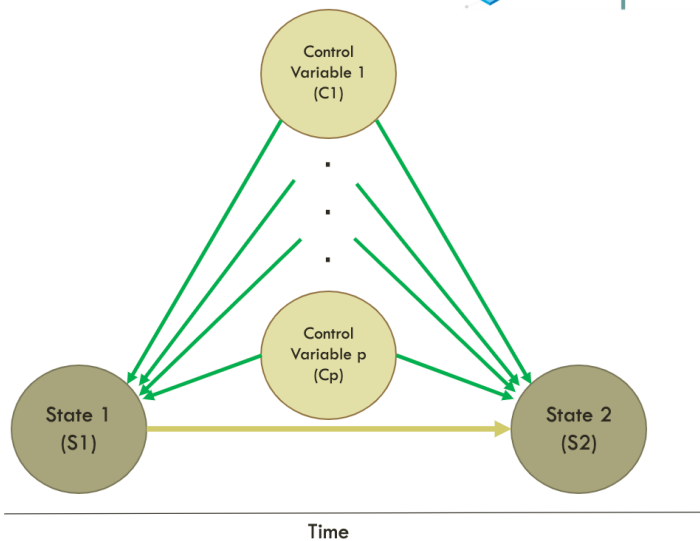 Control
Variable 1
(C1)
.
.
.
Control
Variable p
(Cp)
State 1
(S1)
State 2
(S2)
Time